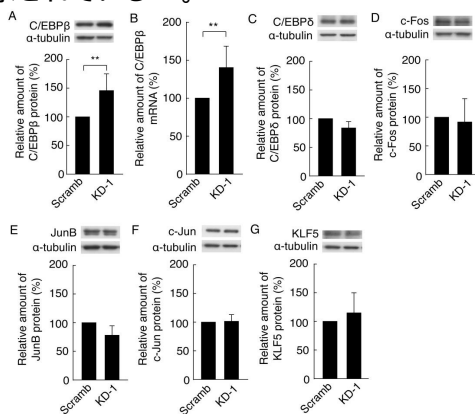 A
C/EBPβ
α-tubulin
**
Relative amount of
C/EBPβ protein (%)
200
150
100
50
0
Scramb
KD-1
B
**
Relative amount of C/EBPβ
mRNA (%)
200
150
100
50
0
Scramb
KD-1
C
C/EBPδ
α-tubulin
Relative amount of
C/EBPδ protein (%)
200
150
100
50
0
Scramb
KD-1
D
c-Fos
α-tubulin
Relative amount of
c-Fos protein (%)
200
150
100
50
0
Scramb
KD-1
E
JunB
α-tubulin
Relative amount of
JunB protein (%)
200
150
100
50
0
Scramb
KD-1
F
c-Jun
α-tubulin
Relative amount of
c-Jun protein (%)
200
150
100
50
0
Scramb
KD-1
G
KLF5
α-tubulin
Relative amount of
KLF5 protein (%)
200
150
100
50
0
Scramb
KD-1